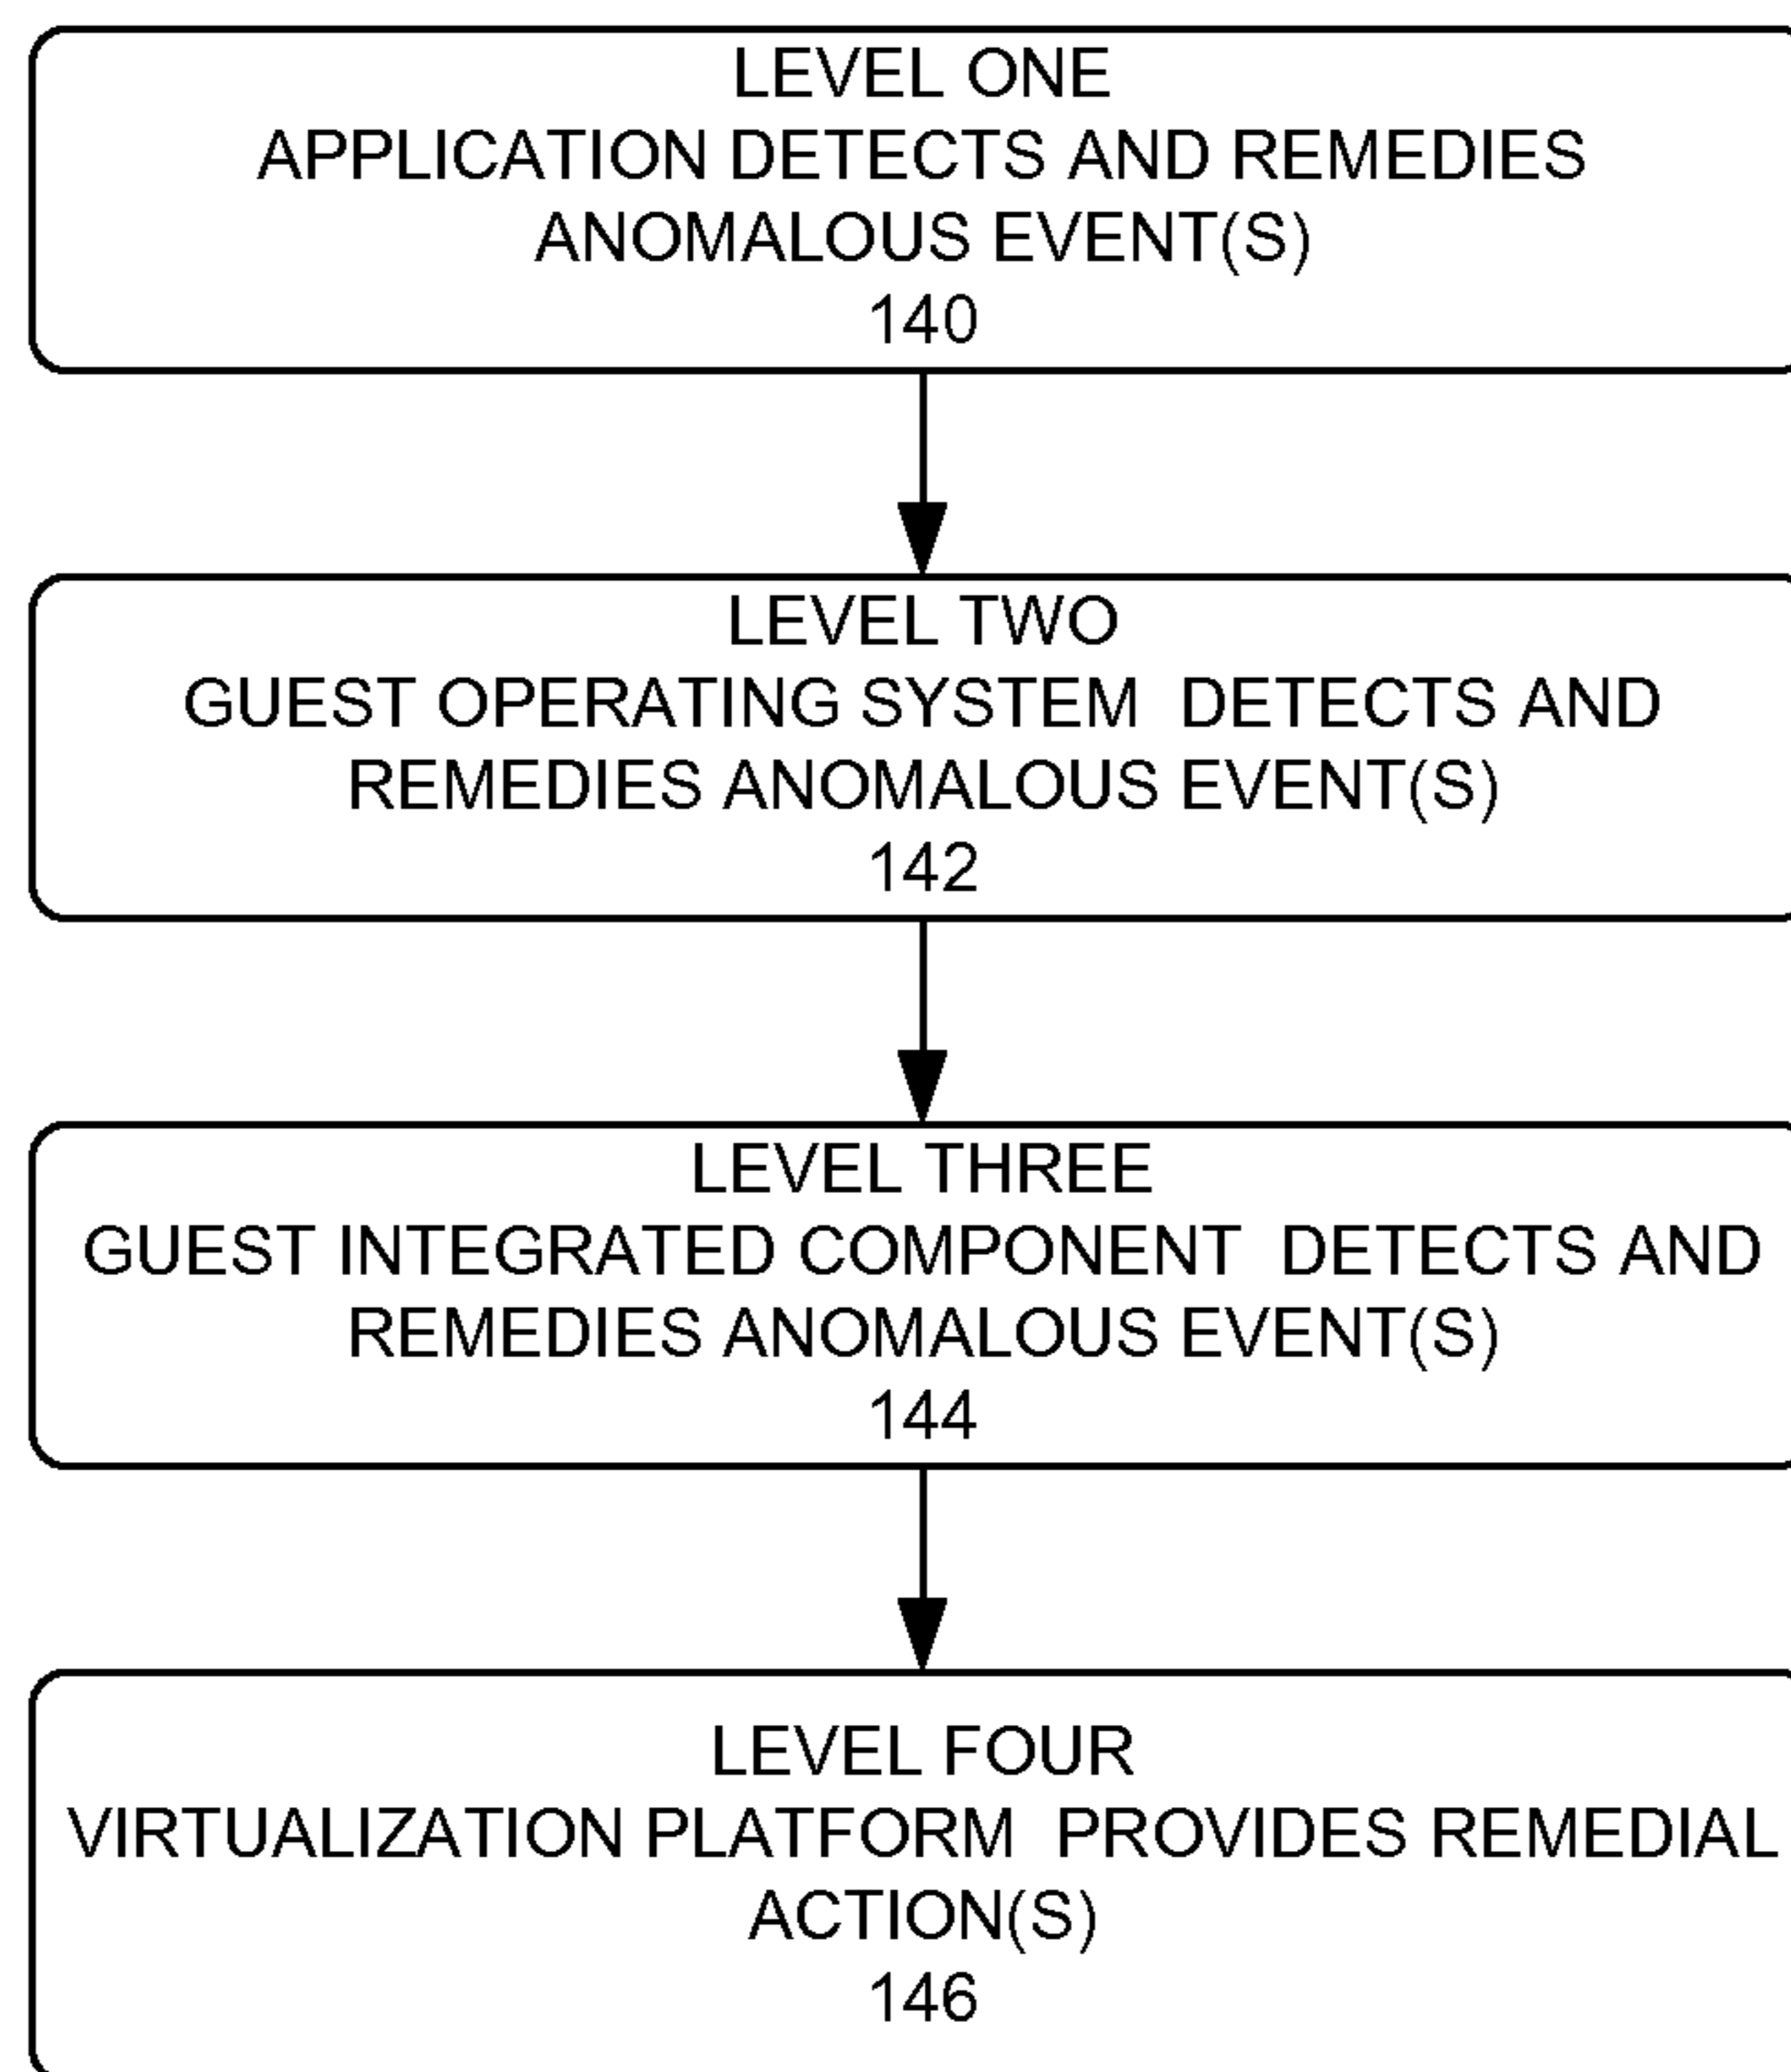 LEVEL ONE
APPLICATION DETECTS AND REMEDIES
ANOMALOUS EVENT(S)
140
LEVEL TWO
GUEST OPERATING SYSTEM DETECTS AND
REMEDIES ANOMALOUS EVENT(S)
142
LEVEL THREE
GUEST INTEGRATED COMPONENT DETECTS AND
REMEDIES ANOMALOUS EVENT(S)
144
LEVEL FOUR
VIRTUALIZATION PLATFORM PROVIDES REMEDIAL
ACTION(S)
146